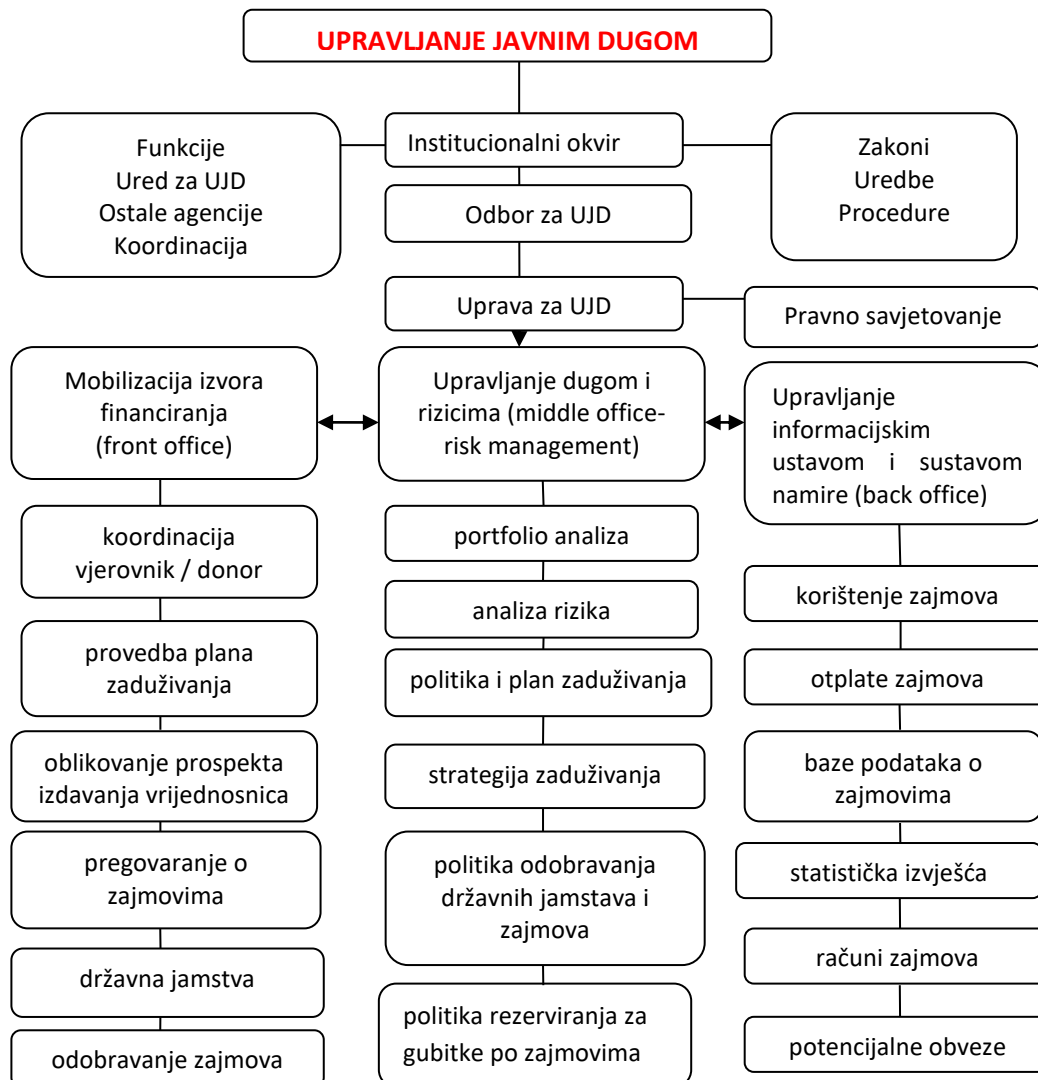 UPRAVLJANJE JAVNIM DUGOM
Funkcije
Ured za UJD
Ostale agencije
Koordinacija
Institucionalni okvir
Zakoni
Uredbe
Procedure
Odbor za UJD
Uprava za UJD
Pravno savjetovanje
Mobilizacija izvora
financiranja
(front office)
Upravljanje dugom i
rizicima (middle office-
risk management)
Upravljanje
informacijskim
ustavom i sustavom
namire (back office)
koordinacija
vjerovnik / donor
provedba plana
zaduživanja
oblikovanje prospekta
izdavanja vrijednosnica
pregovaranje o
zajmovima
državna jamstva
odobravanje zajmova
portfolio analiza
analiza rizika
politika i plan zaduživanja
strategija zaduživanja
politika odobravanja
državnih jamstava i
zajmova
politika rezerviranja za
gubitke po zajmovima
korištenje zajmova
otplate zajmova
baze podataka o
zajmovima
statistička izvješća
računi zajmova
potencijalne obveze